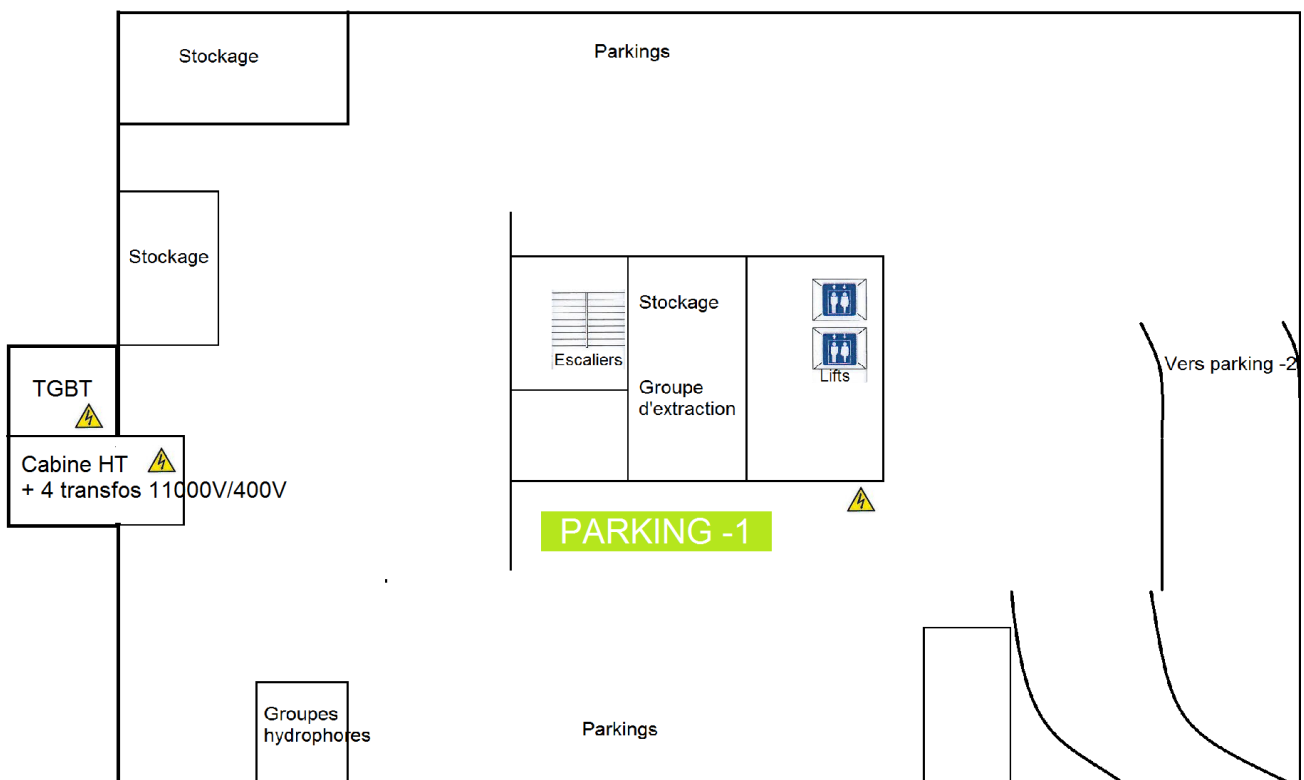 Stockage
Parkings
Stockage
Stockage
Escaliers
Groupe
d'extraction
Lifts
Vers parking -2
TGBT
Cabine HT
+ 4 transfos 11000V/400V
PARKING -1
Groupes
hydrophores
Parkings